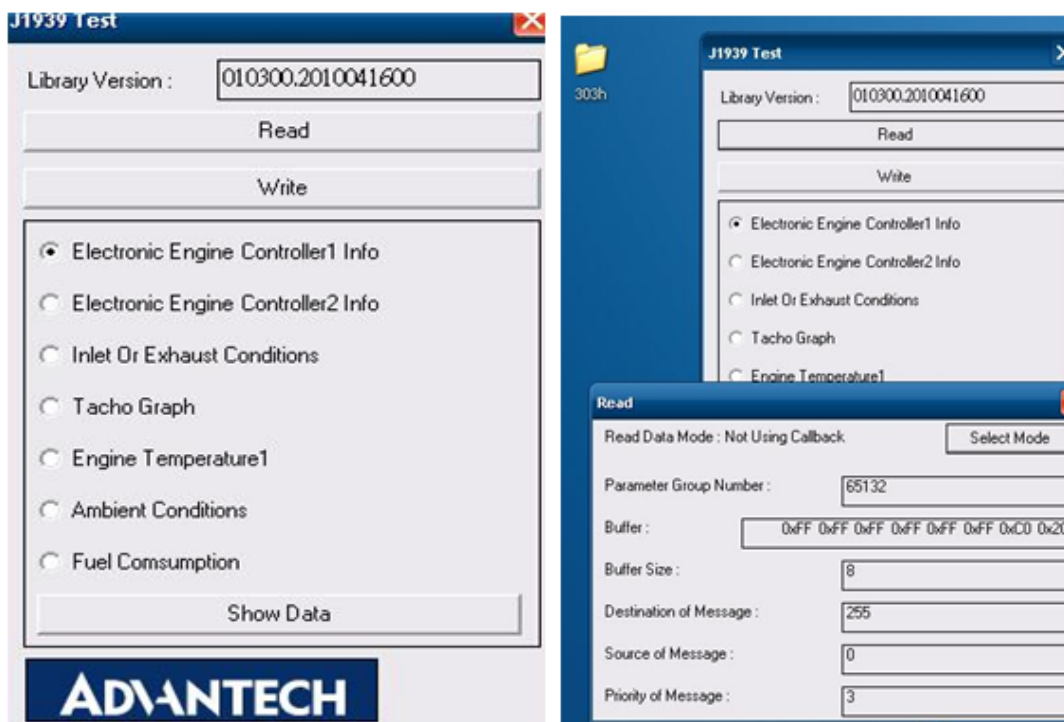 J1939 Test
Library Version : 010300.2010041600
Read
Write
Electronic Engine Controller1 Info
Electronic Engine Controller2 Info
Inlet Or Exhaust Conditions
Tacho Graph
Engine Temperature1
Ambient Conditions
Fuel Comsumption
Show Data
ADVANTECH
303h
J1939 Test
Library Version : 010300.2010041600
Read
Write
Electronic Engine Controller1 Info
Electronic Engine Controller2 Info
Inlet Or Exhaust Conditions
Tacho Graph
Engine Temperature1
Read
Read Data Mode : Not Using Callback Select Mode
Parameter Group Number : 65132
Buffer : 0xFF 0xFF 0xFF 0xFF 0xFF 0xFF 0xC0 0x20
Buffer Size : 8
Destination of Message : 255
Source of Message : 0
Priority of Message : 3